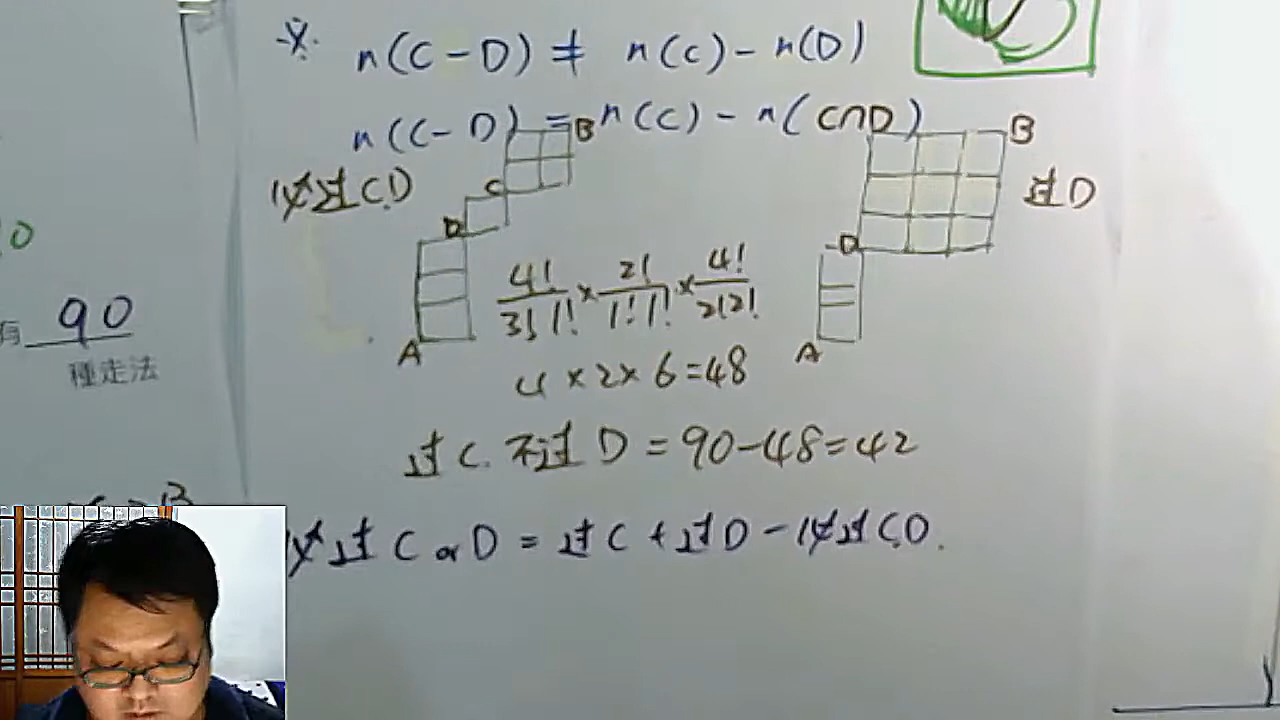 ※ n(C-D) ≠ n(C)-n(D)
n(C-D) = n(C) - n(C∩D)
B
B
必过C.D
C
过D
D
D
4!/3!1! × 2!/1!1! × 4!/2!2!
A
A
4×2×6=48
90
種走法
过C.不过D=90-48=42
必过C or D = 过C+过D-必过C.D.